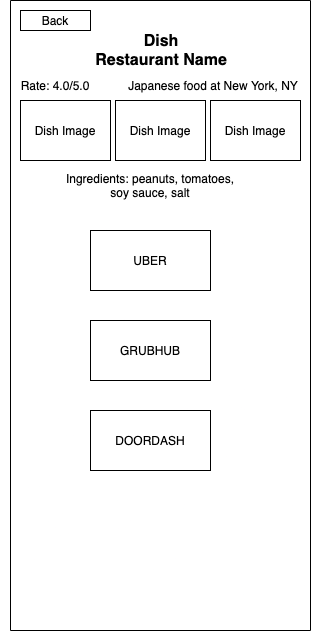 Back
Dish
Restaurant Name
Rate: 4.0/5.0 Japanese food at New York, NY
Dish Image Dish Image Dish Image
Ingredients: peanuts, tomatoes,
soy sauce, salt
UBER
GRUBHUB
DOORDASH